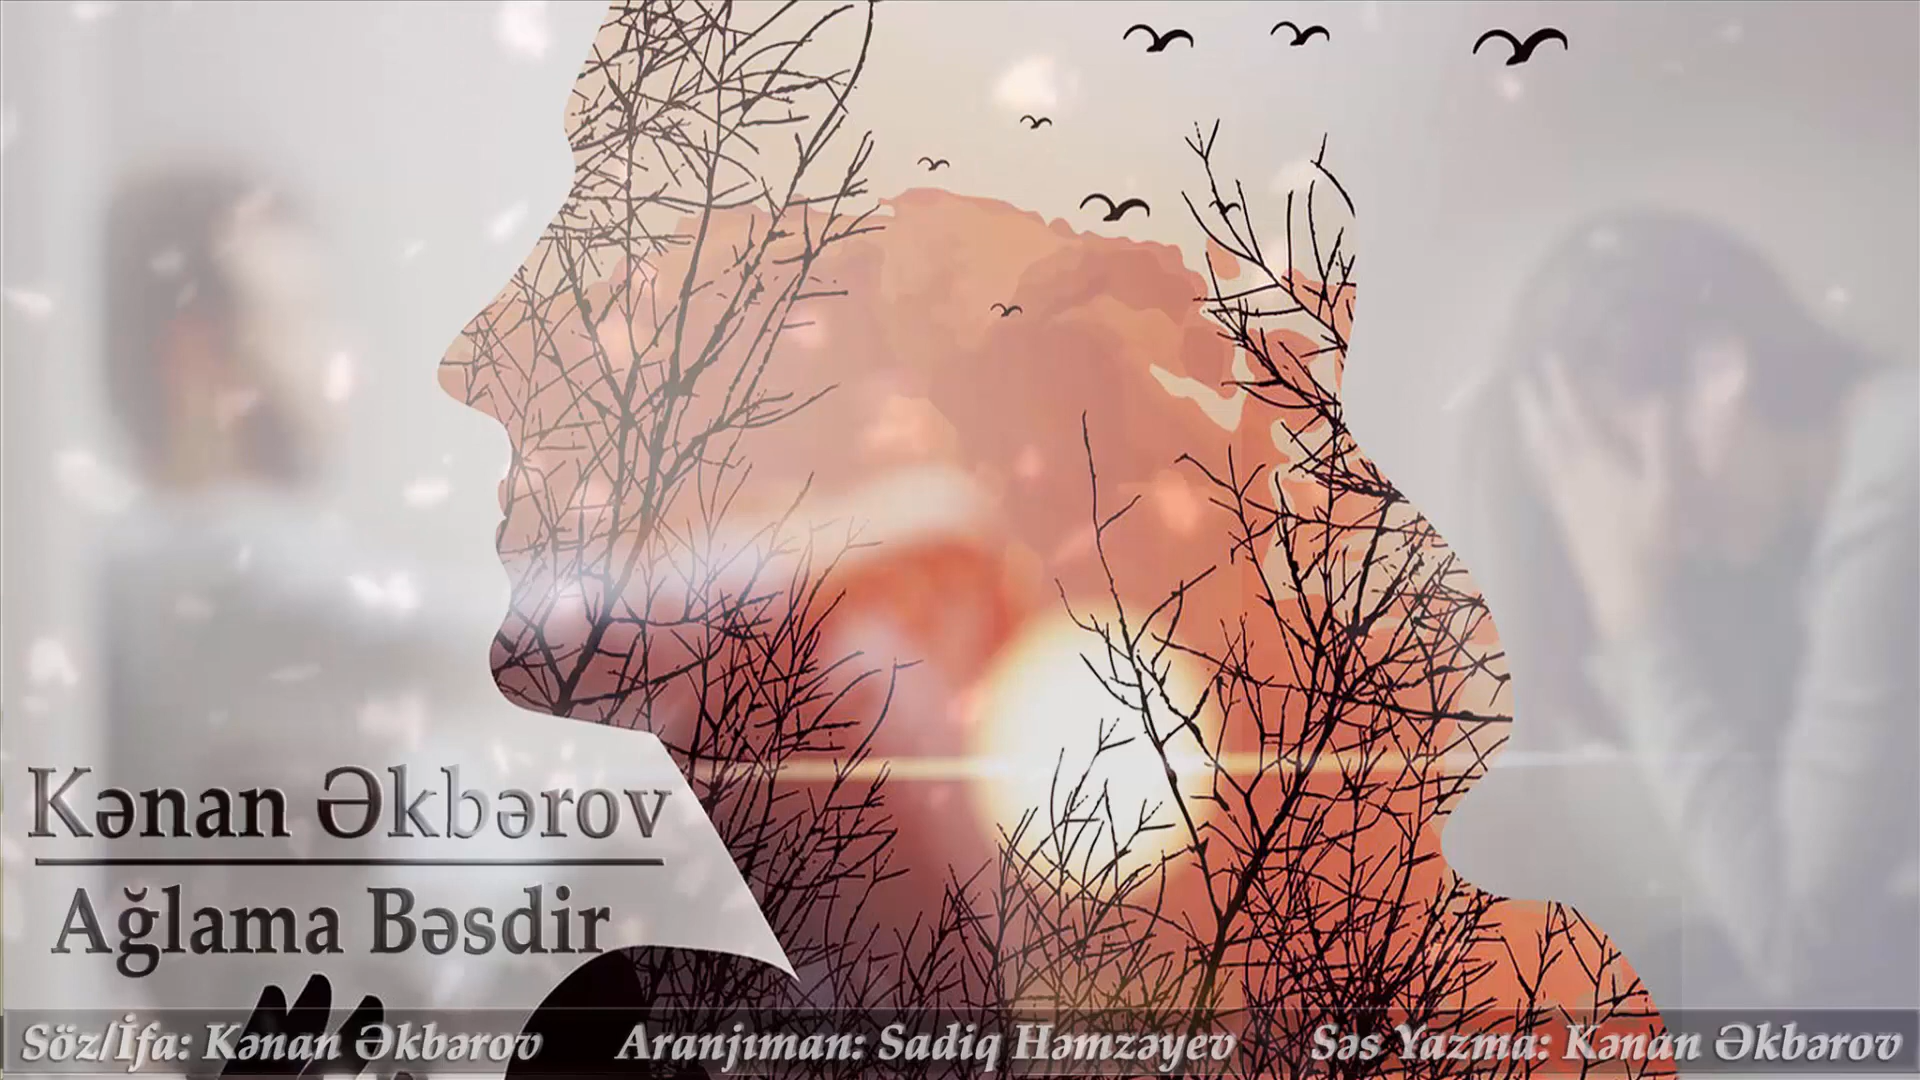 Kənan Əkbərov
Ağlama Bəsdir
Söz/İfa: Kənan Əkbərov Aranjıman: Sadiq Həmzəyev Səs Yazma: Kənan Əkbərov